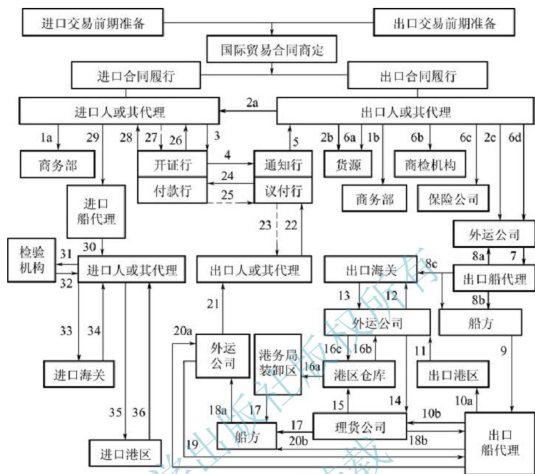 进口交易前期准备 出口交易前期准备
国际贸易合同商定
进口合同履行 出口合同履行
进口人或其代理 2a 出口人或其代理
1a 29 28 27 26 3 4 5 2b 6a 1b 6b 6c 2c 6d
商务部 开证行 通知行 货源 商检机构
24
付款行 议付行
25
进口
船代理
商务部 保险公司
23 22
外运公司
30 8a 7
检验
机构
31
32
进口人或其代理 出口人或其代理 出口海关 8c 出口船代理
21 13 12 8b
33 34 外运公司 船方
20a
外运
公司
港务局
装卸区
16c 16b 11 9
16a
进口海关 港区仓库 出口港区
18a 17 15 14 10a
35 36 19 17 理货公司 10b
船方 20b 18b
出口
船代理
进口港区
学出版社版权所有